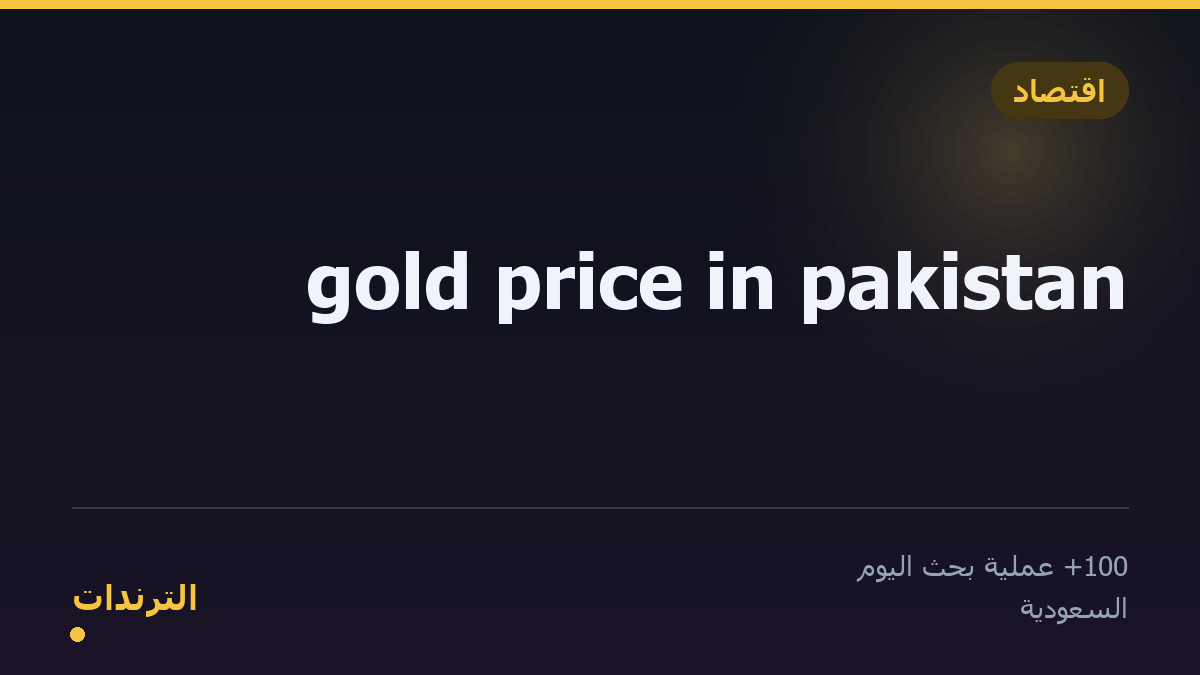 اقتصاد
gold price in pakistan
100+ عملية بحث اليوم
السعودية
الترندات